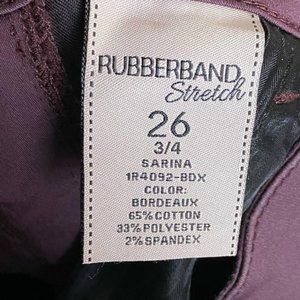 RUBBERBAND
Stretch
26
3/4
SARINA
1R4092-BDX
COLOR:
BORDEAUX
65%COTTON
33%POLYESTER
2%SPANDEX